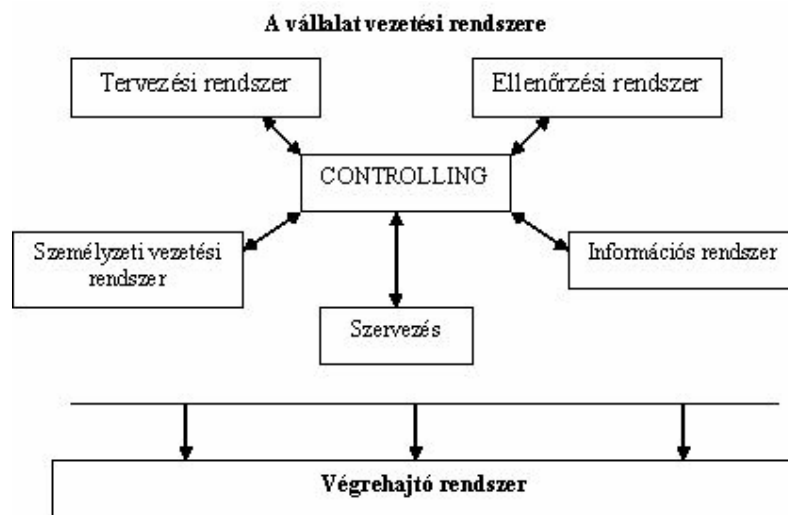 A vállalat vezetési rendszere
Tervezési rendszer
Ellenőrzési rendszer
CONTROLLING
Személyzeti vezetési
rendszer
Információs rendszer
Szervezés
Végrehajtó rendszer